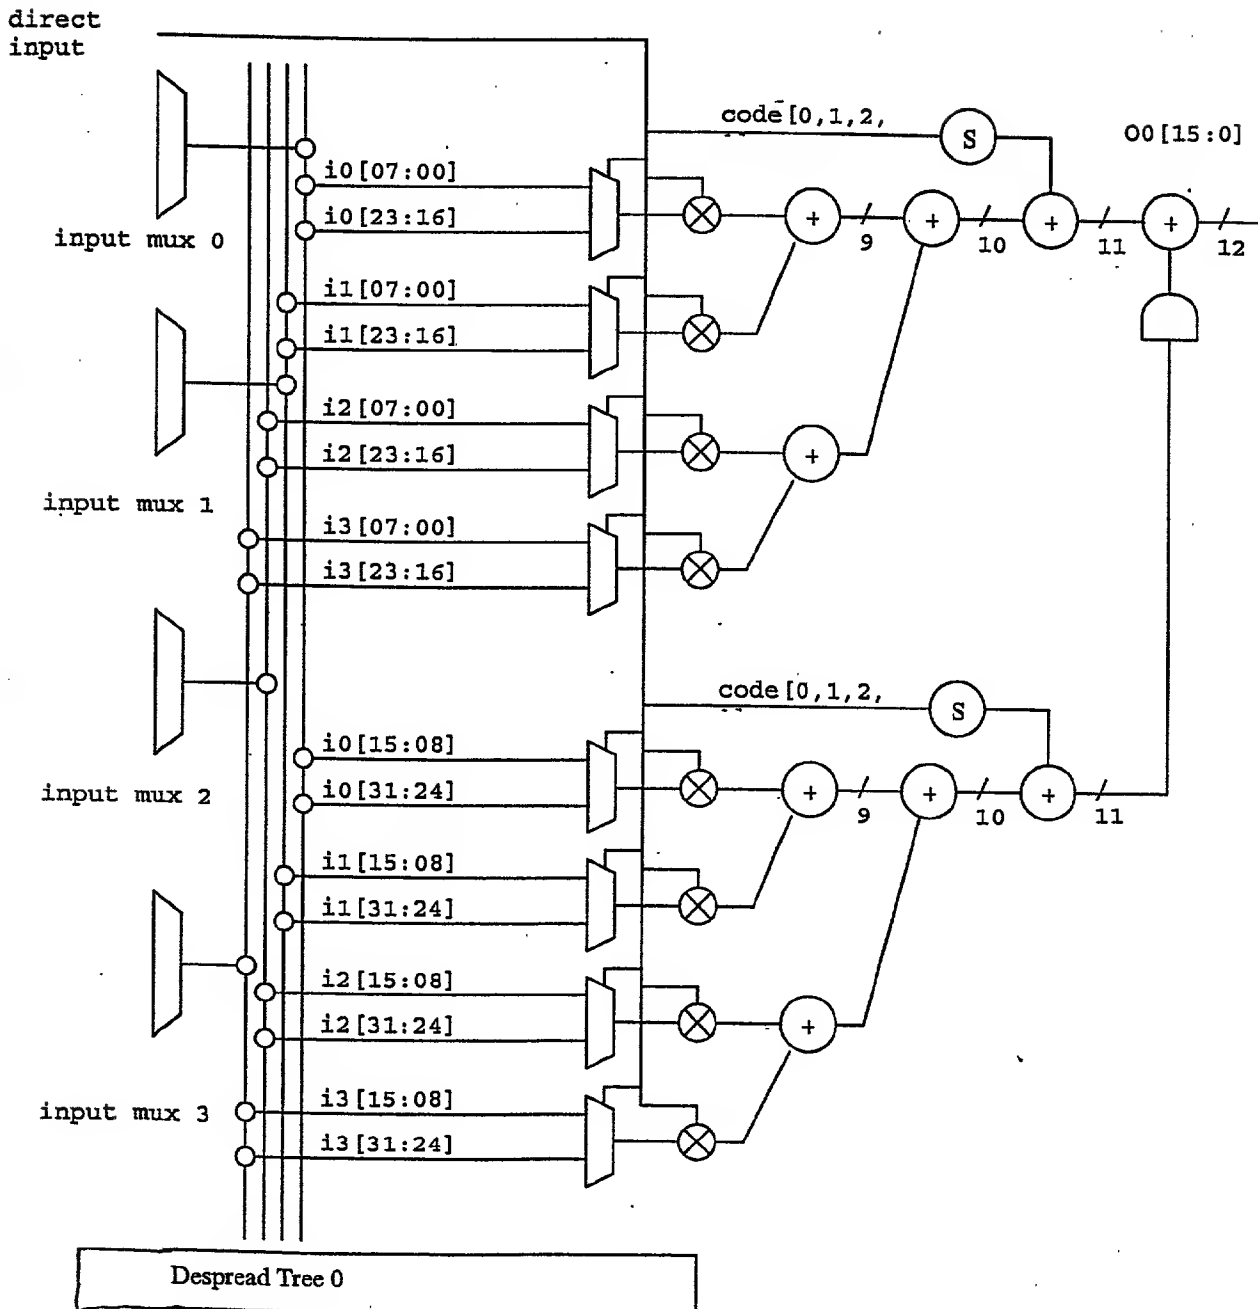 direct
input
code[0,1,2,
S
O0[15:0]
i0[07:00]
i0[23:16]
input mux 0
+
+
+
+
9
10
11
12
i1[07:00]
i1[23:16]
i2[07:00]
i2[23:16]
+
input mux 1
i3[07:00]
i3[23:16]
code[0,1,2,
S
i0[15:08]
i0[31:24]
input mux 2
+
+
+
9
10
11
i1[15:08]
i1[31:24]
i2[15:08]
i2[31:24]
+
input mux 3
i3[15:08]
i3[31:24]
Despread Tree 0